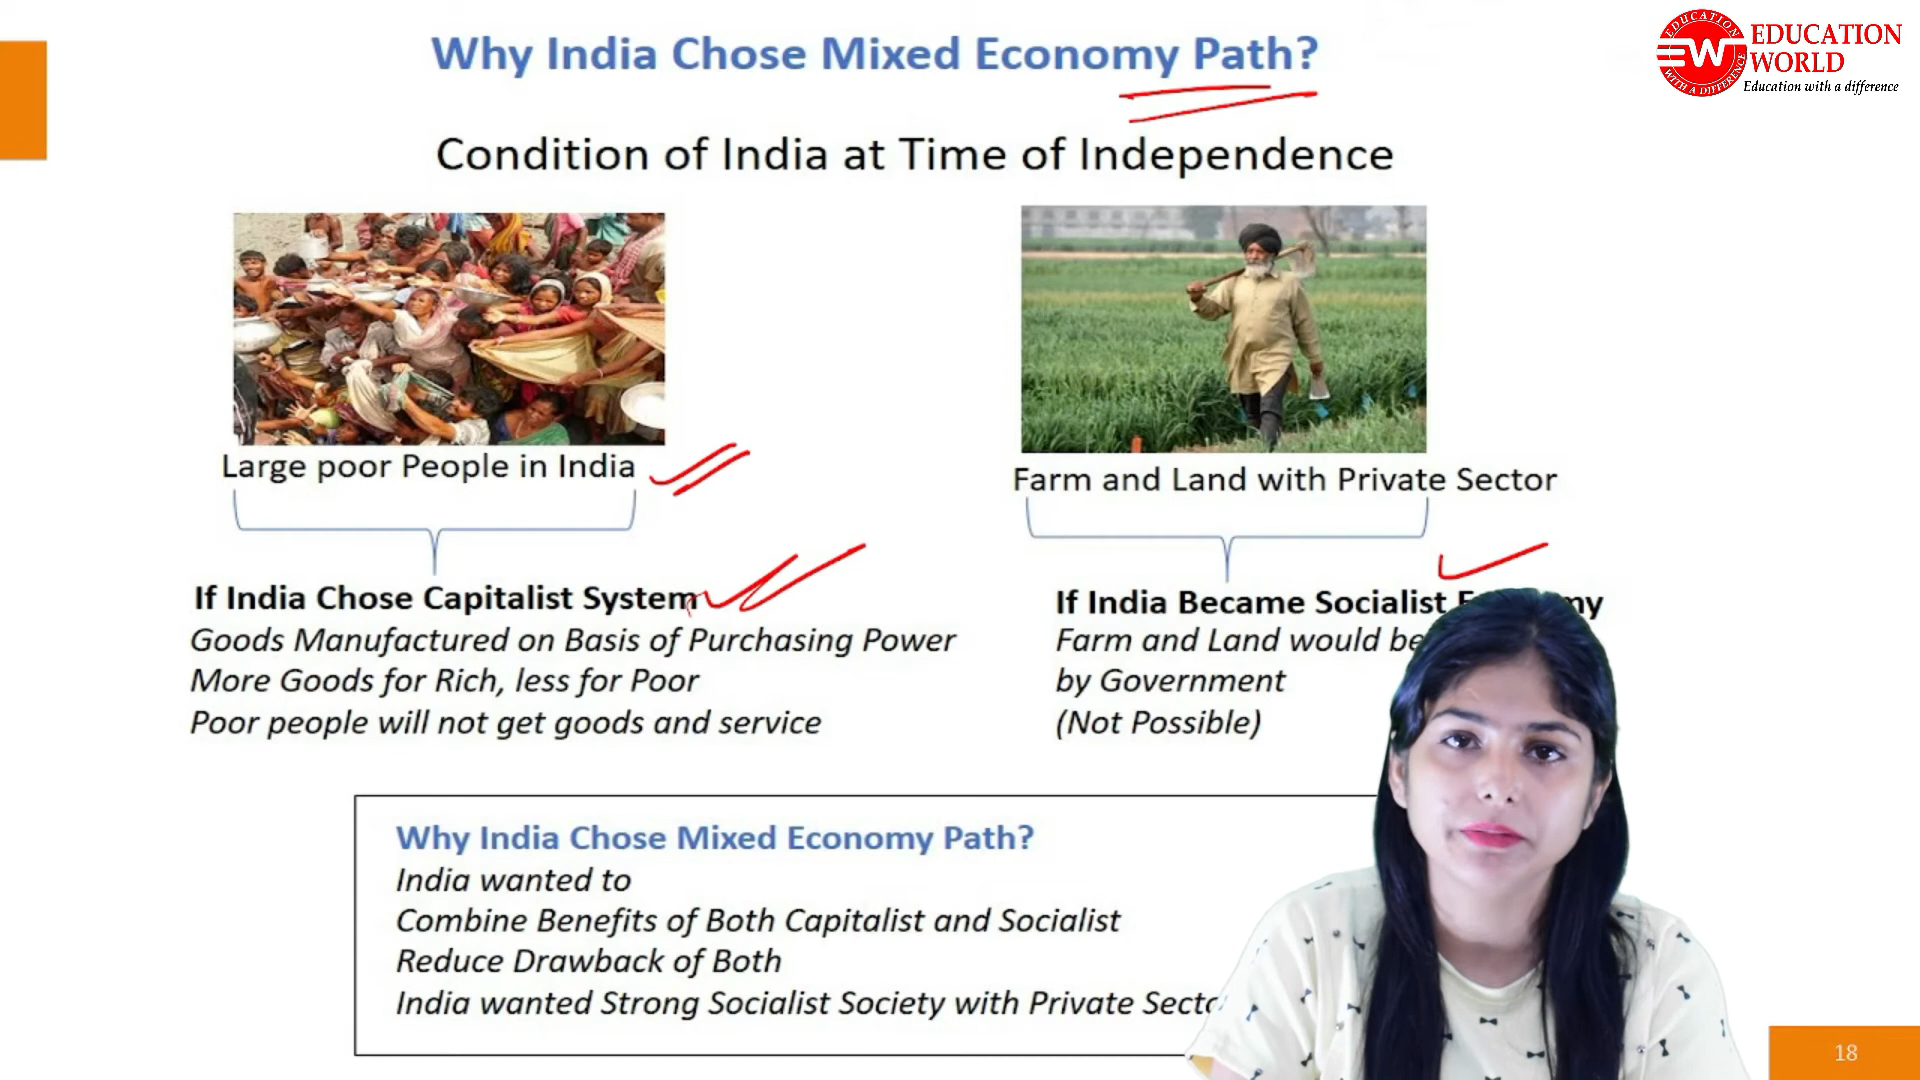 Why India Chose Mixed Economy Path?
EDUCATION
WITH A DIFFERENCE
EW
EDUCATION
WORLD
Education with a difference
Condition of India at Time of Independence
Large poor People in India
If India Chose Capitalist System
Goods Manufactured on Basis of Purchasing Power
More Goods for Rich, less for Poor
Poor people will not get goods and service
Farm and Land with Private Sector
If India Became Socialist
Farm and Land would be
by Government
(Not Possible)
Why India Chose Mixed Economy Path?
India wanted to
Combine Benefits of Both Capitalist and Socialist
Reduce Drawback of Both
India wanted Strong Socialist Society with Private
18